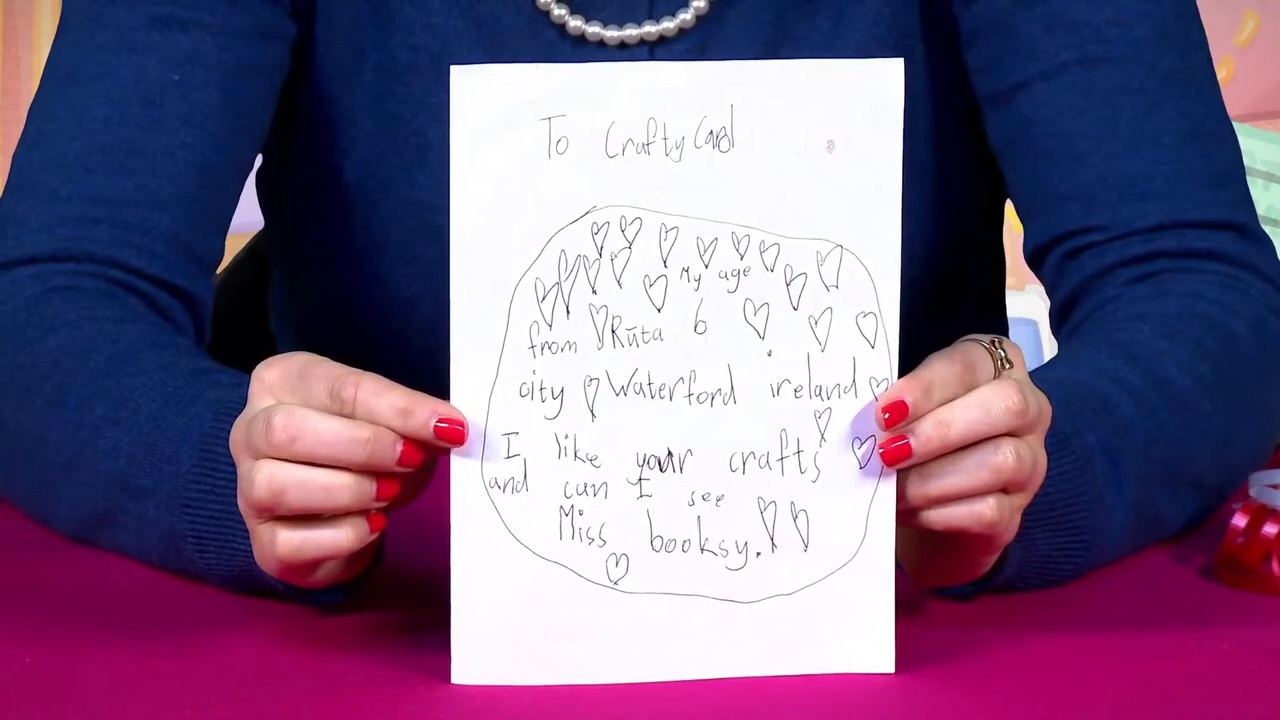 To Crafty Carol
My age
from Rūta 6
city Waterford ireland
I like your crafts
and can I see
Miss booksy.